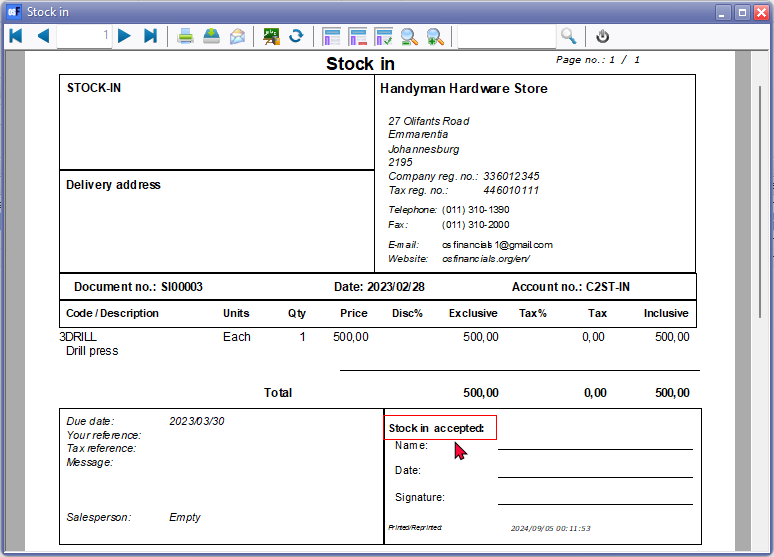 Stock in
1
Stock in
Page no.: 1 / 1
STOCK-IN
Handyman Hardware Store
27 Olifants Road
Emmarentia
Johannesburg
2195
Company reg. no.: 336012345
Tax reg. no.: 446010111
Delivery address
Telephone: (011) 310-1390
Fax: (011) 310-2000
E-mail: osfinancials1@gmail.com
Website: osfinancials.org/en/
Document no.: SI00003 Date: 2023/02/28 Account no.: C2ST-IN
Code / Description Units Qty Price Disc% Exclusive Tax% Tax Inclusive
3DRILL Each 1 500,00 500,00 0,00 500,00
Drill press
Total 500,00 0,00 500,00
Due date: 2023/03/30
Your reference:
Tax reference:
Message:
Salesperson: Empty
Stock in accepted:
Name:
Date:
Signature:
Printed/Reprinted: 2024/09/05 00:11:53